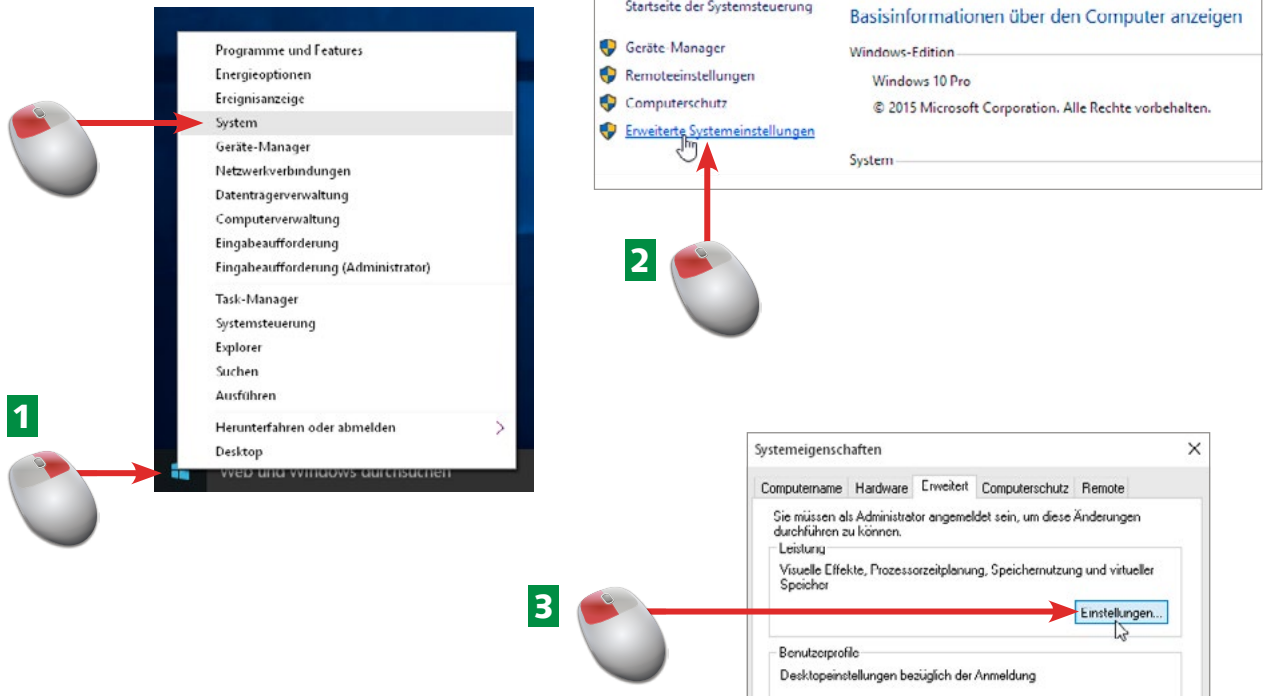 Programme und Features
Energieoptionen
Ereignisanzeige
System
Geräte-Manager
Netzwerkverbindungen
Datenträgerverwaltung
Computerverwaltung
Eingabeaufforderung
Eingabeaufforderung (Administrator)
Task-Manager
Systemsteuerung
Explorer
Suchen
Ausführen
Herunterfahren oder abmelden
Desktop
Web und Windows durchsuchen
1
Startseite der Systemsteuerung
Geräte-Manager
Remoteeinstellungen
Computerschutz
Erweiterte Systemeinstellungen
Basisinformationen über den Computer anzeigen
Windows-Edition
Windows 10 Pro
© 2015 Microsoft Corporation. Alle Rechte vorbehalten.
System
2
Systemeigenschaften
Computername Hardware Erweitert Computerschutz Remote
Sie müssen als Administrator angemeldet sein, um diese Änderungen
durchführen zu können.
Leistung
Visuelle Effekte, Prozessorzeitplanung, Speichernutzung und virtueller
Speicher
Einstellungen...
Benutzerprofile
Desktopeinstellungen bezüglich der Anmeldung
3